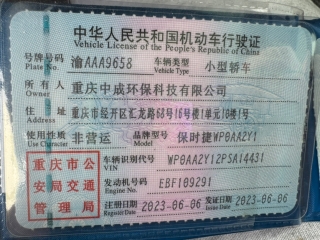 中华人民共和国机动车行驶证
Vehicle License of the People's Republic of China
号牌号码 渝AAA9658 车辆类型 小型轿车
Plate No. Vehicle Type
所有人 重庆中成环保科技有限公司
Owner
住址 重庆市经开区汇龙路68号16号楼1单元10楼1号
Address
使用性质 非营运 品牌型号 保时捷WP0AA2Y1
Use Character Model
重庆市公
安局交通
管理局
车辆识别代号 WP0AA2Y12PSA14431
VIN
发动机号码 EBF109291
Engine No.
注册日期 2023-06-06 发证日期 2023-06-06
Register Date Issue Date